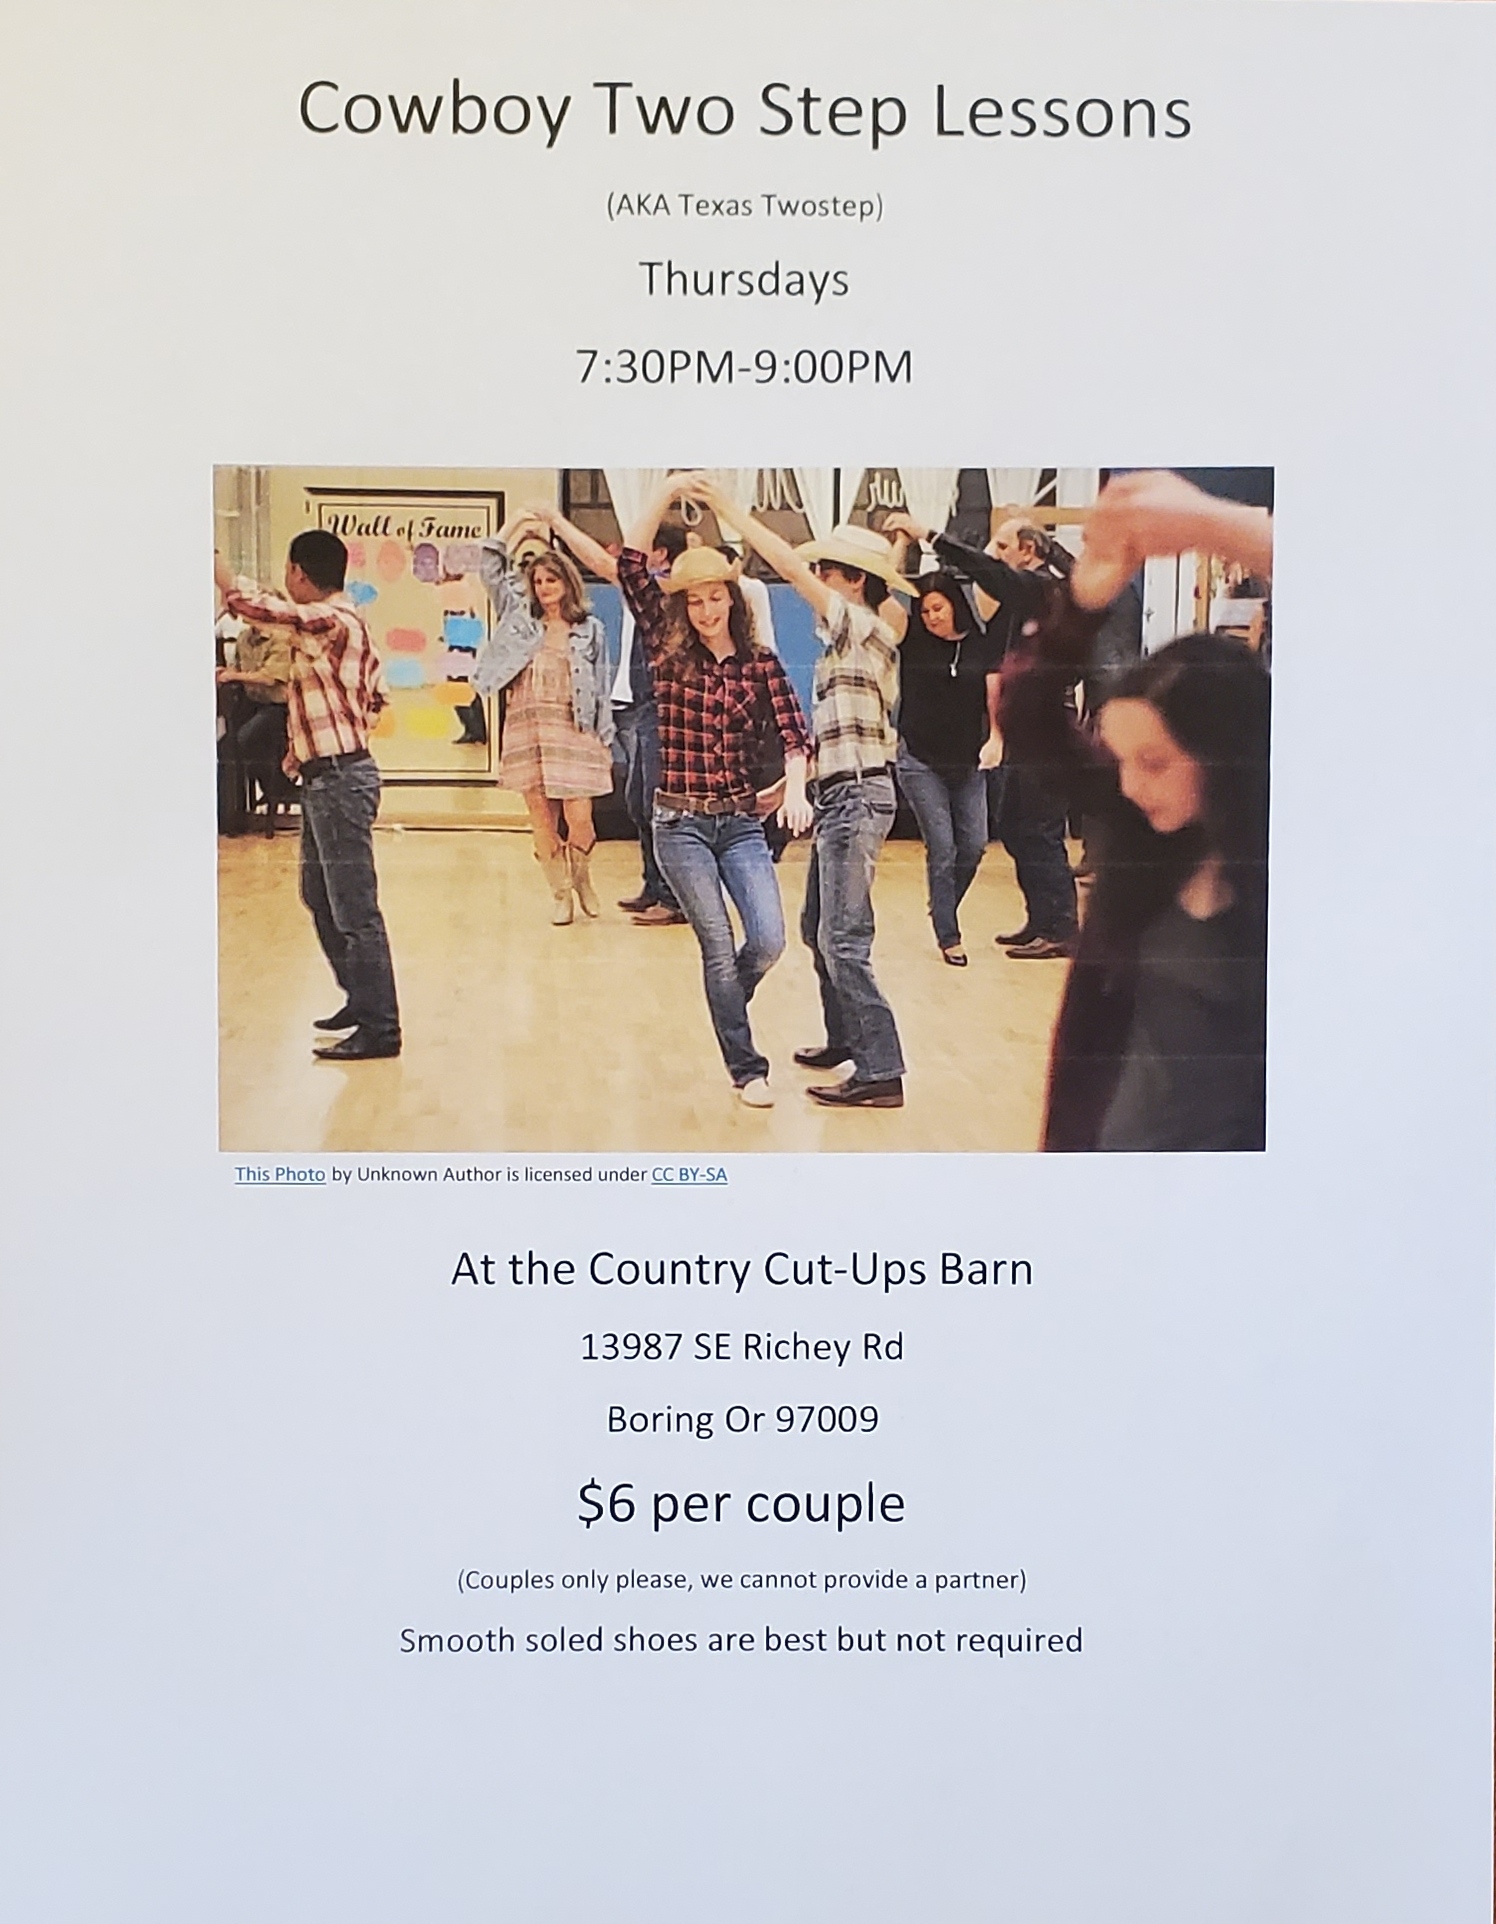 Cowboy Two Step Lessons
(AKA Texas Twostep)
Thursdays
7:30PM-9:00PM
Wall of Fame
This Photo by Unknown Author is licensed under CC BY-SA
At the Country Cut-Ups Barn
13987 SE Richey Rd
Boring Or 97009
$6 per couple
(Couples only please, we cannot provide a partner)
Smooth soled shoes are best but not required